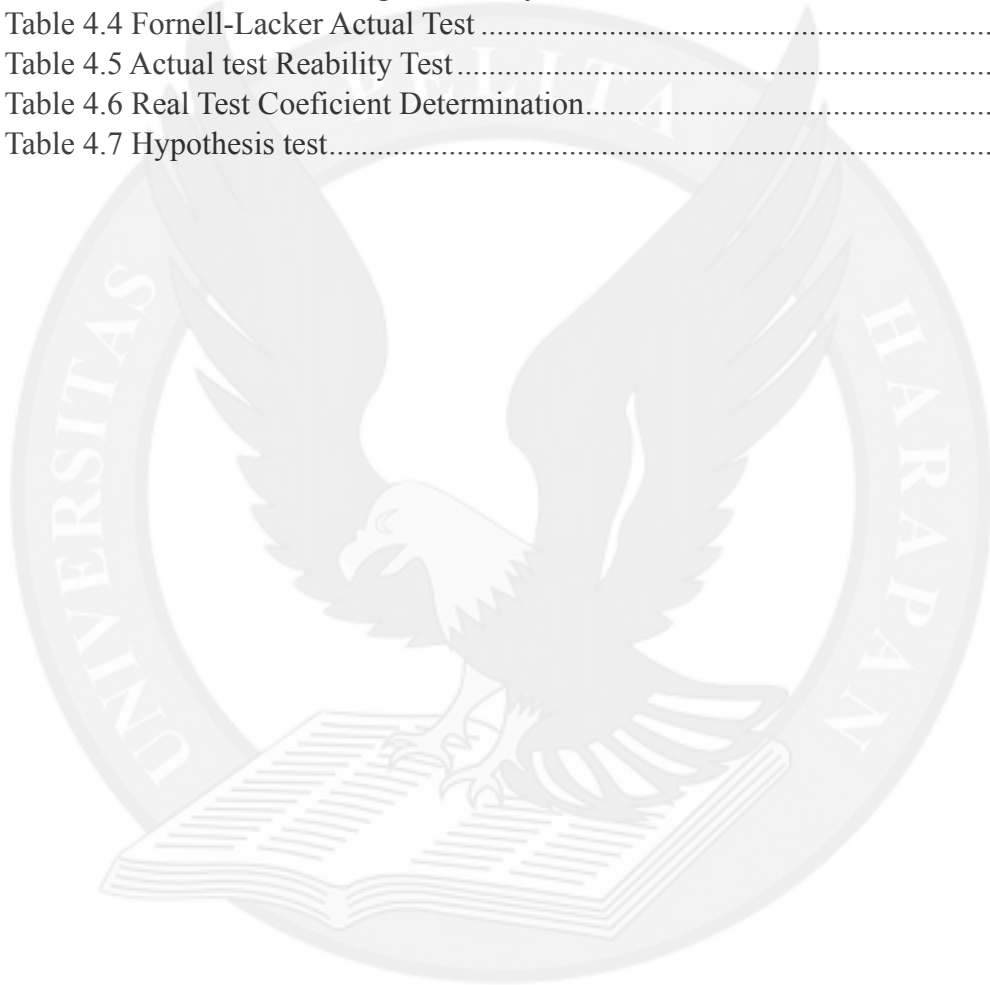 Table 4.4 Fornell-Lacker Actual Test ................................................................
Table 4.5 Actual test Reability Test ...................................................................
Table 4.6 Real Test Coeficient Determination...................................................
Table 4.7 Hypothesis test...................................................................................
UNIVERSITAS PELITA HARAPAN